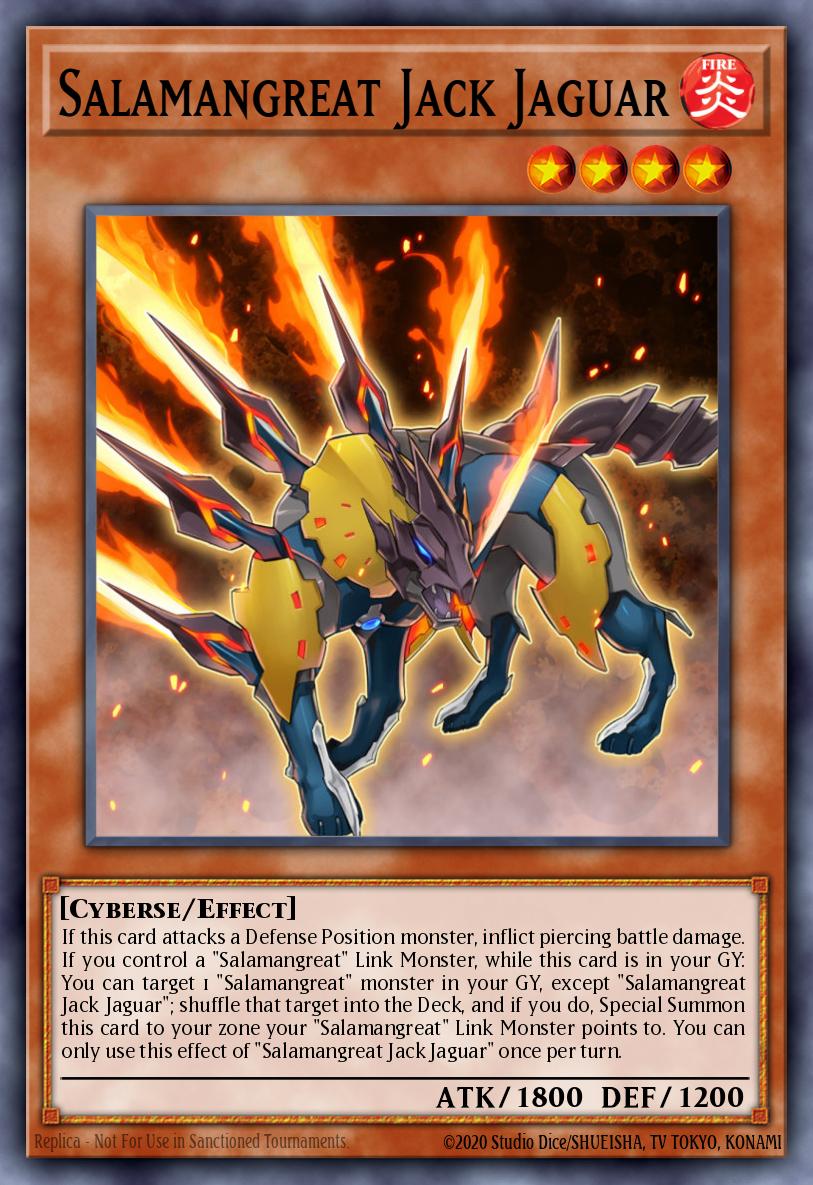 Salamangreat Jack Jaguar
FIRE
炎
[Cyberse/Effect]
If this card attacks a Defense Position monster, inflict piercing battle damage.
If you control a "Salamangreat" Link Monster, while this card is in your GY:
You can target 1 "Salamangreat" monster in your GY, except "Salamangreat
Jack Jaguar"; shuffle that target into the Deck, and if you do, Special Summon
this card to your zone your "Salamangreat" Link Monster points to. You can
only use this effect of "Salamangreat Jack Jaguar" once per turn.
ATK/1800 DEF/1200
Replica - Not For Use in Sanctioned Tournaments.
©2020 Studio Dice/SHUEISHA, TV TOKYO, KONAMI